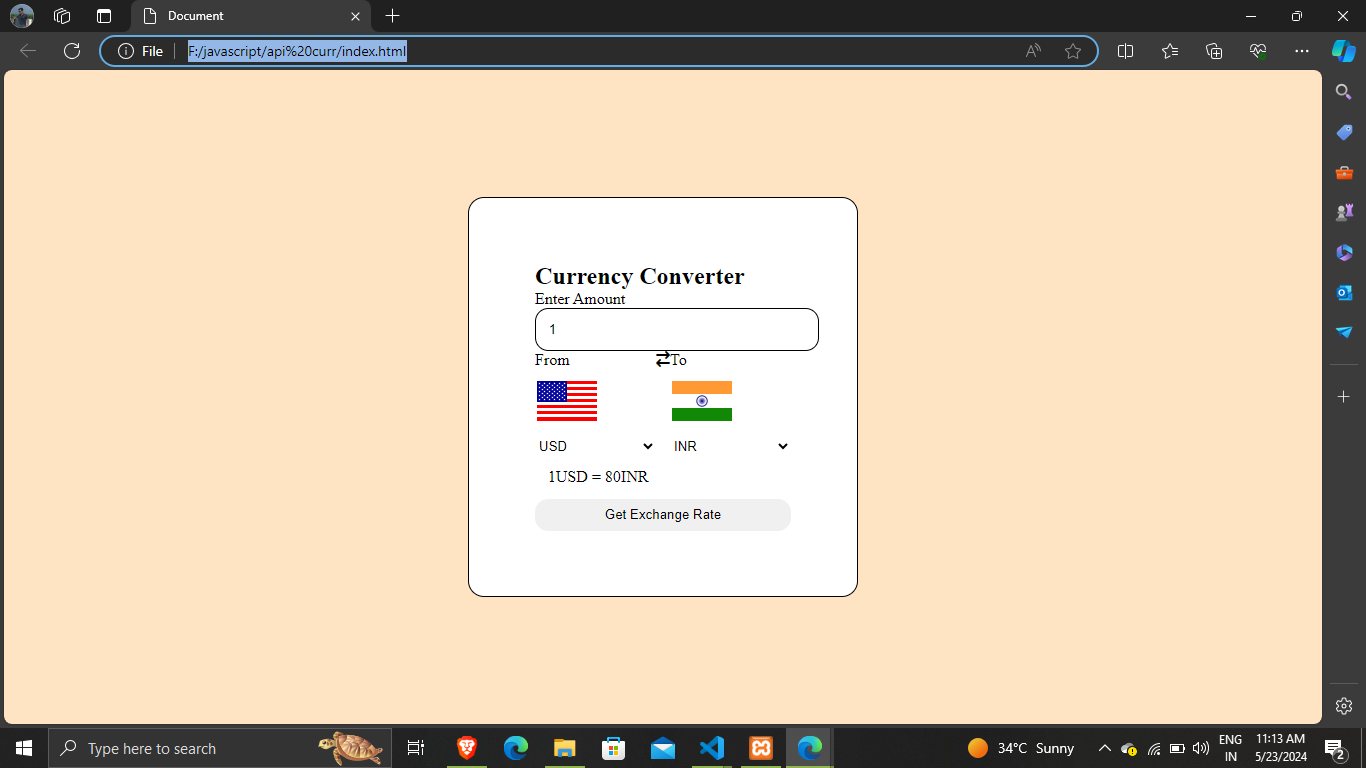 Document
File
F:/javascript/api%20curr/index.html
Currency Converter
Enter Amount
1
From
To
USD
INR
1USD = 80INR
Get Exchange Rate
Type here to search
34°C Sunny
ENG
IN
11:13 AM
5/23/2024
2